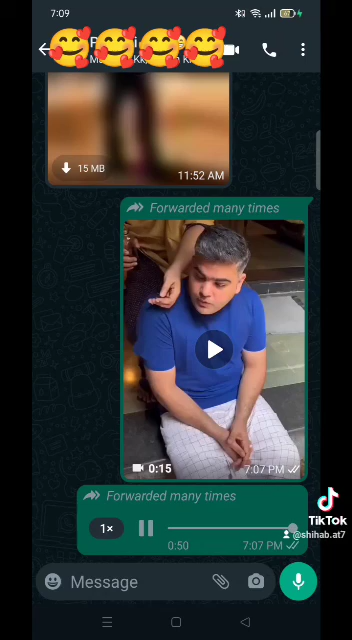 7:09
15 MB
11:52 AM
Forwarded many times
0:15
7:07 PM
Forwarded many times
1×
0:50
7:07 PM
TikTok
@shihab.at7
Message